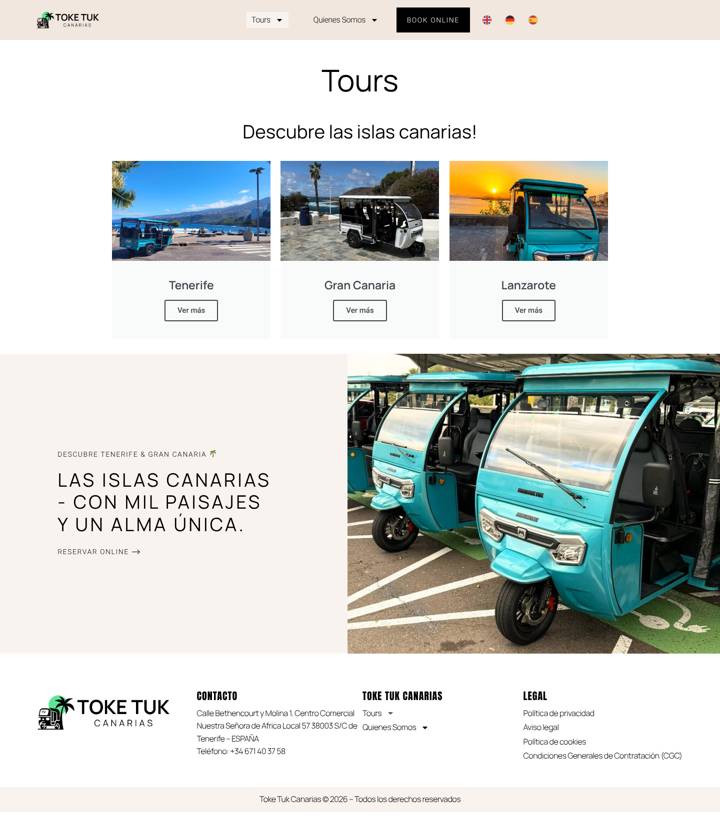 TOKE TUK
CANARIAS
Tours
Quienes Somos
BOOK ONLINE
Tours
Descubre las islas canarias!
Tenerife
Ver más
Gran Canaria
Ver más
Lanzarote
Ver más
DESCUBRE TENERIFE & GRAN CANARIA 🌴
LAS ISLAS CANARIAS
- CON MIL PAISAJES
Y UN ALMA ÚNICA.
RESERVAR ONLINE →
TOKE TUK
CANARIAS
CONTACTO
Calle Bethencourt y Molina 1. Centro Comercial
Nuestra Señora de Africa Local 57 38003 S/C de
Tenerife – ESPAÑA
Teléfono: +34 671 40 37 58
TOKE TUK CANARIAS
Tours
Quienes Somos
LEGAL
Política de privacidad
Aviso legal
Política de cookies
Condiciones Generales de Contratación (CGC)
Toke Tuk Canarias © 2026 – Todos los derechos reservados